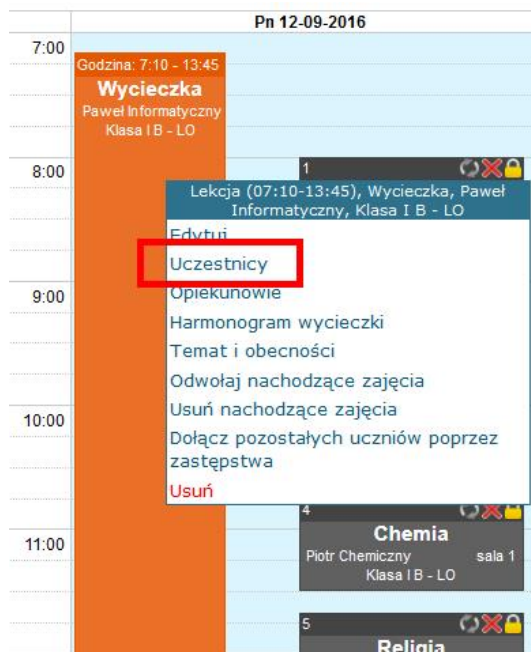 Pn 12-09-2016
7:00
Godzina: 7:10 - 13:45
Wycieczka
Paweł Informatyczny
Klasa I B - LO
8:00
1
Lekcja (07:10-13:45), Wycieczka, Paweł
Informatyczny, Klasa I B - LO
Edytuj
Uczestnicy
9:00
Opiekunowie
Harmonogram wycieczki
Temat i obecności
Odwołaj nachodzące zajęcia
Usuń nachodzące zajęcia
10:00
Dołącz pozostałych uczniów poprzez
zastępstwa
Usuń
4
Chemia
11:00
Piotr Chemiczny sala 1
Klasa I B - LO
5
Religia